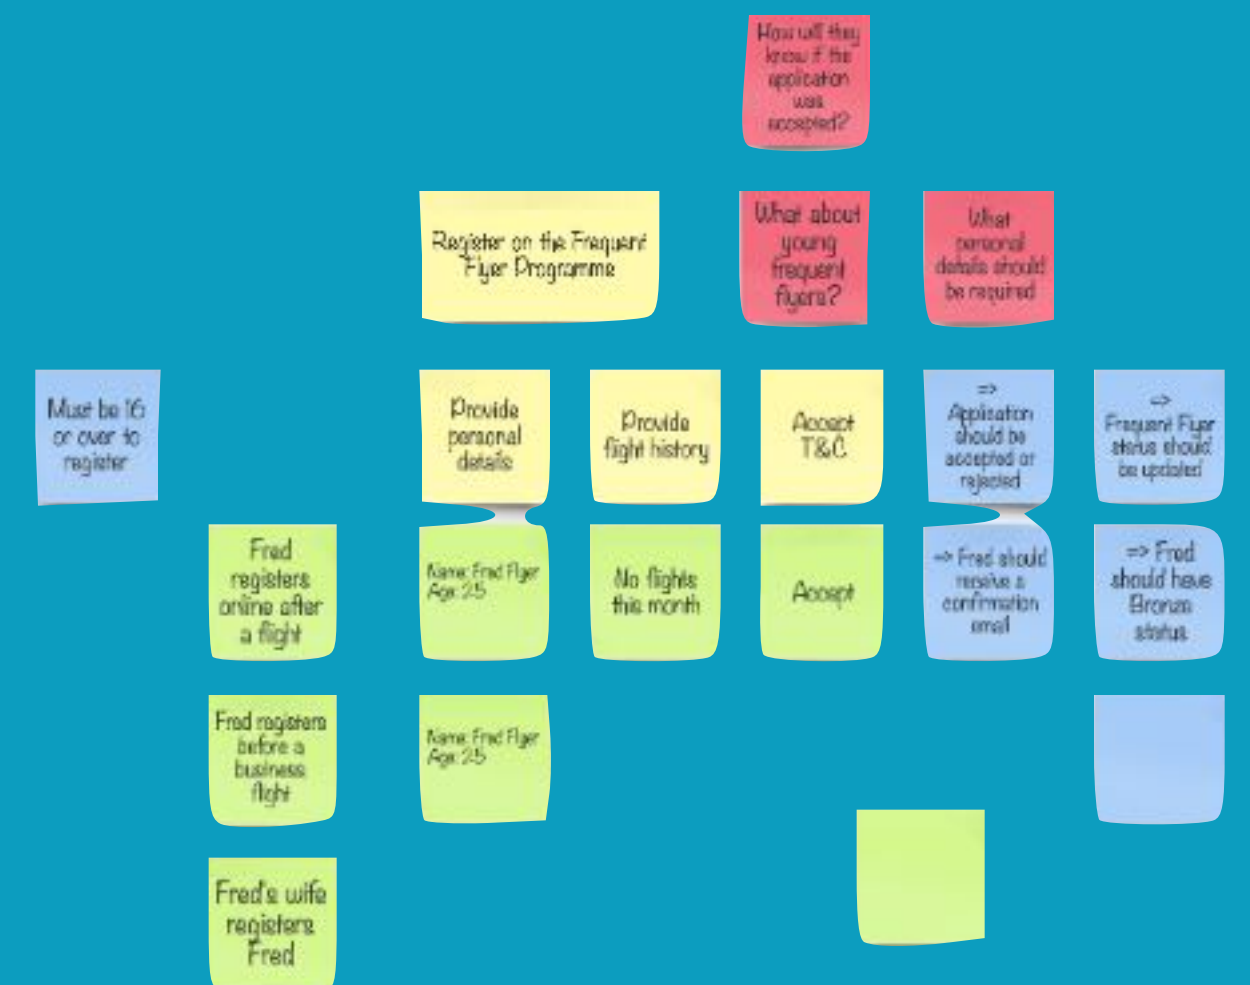 How will they
know if the
application
was
accepted?
Register on the Frequent
Flyer Programme
What about
young
frequent
flyers?
What
personal
details should
be required
Must be 16
or over to
register
Provide
personal
details
Provide
flight history
Accept
T&C
=>
Application
should be
accepted or
rejected
=>
Frequent Flyer
status should
be updated
Fred
registers
online after
a flight
Name: Fred Flyer
Age: 25
No flights
this month
Accept
=> Fred should
receive a
confirmation
email
=> Fred
should have
Bronze
status
Fred registers
before a
business
flight
Name: Fred Flyer
Age: 25
Fred's wife
registers
Fred